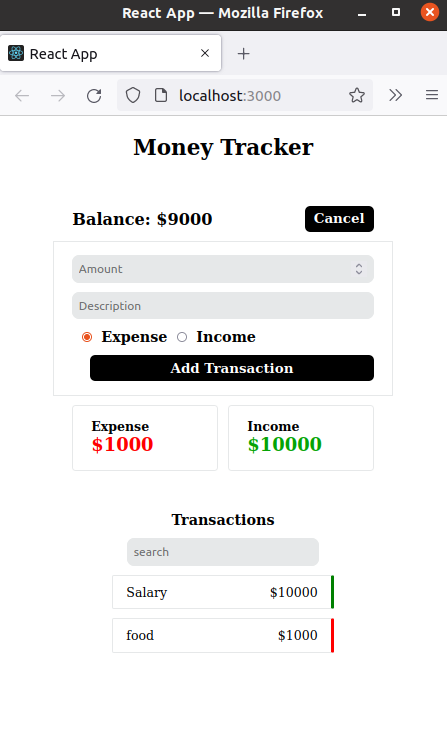 React App — Mozilla Firefox
React App
localhost:3000
Money Tracker
Balance: $9000 Cancel
Amount
Description
Expense Income
Add Transaction
Expense Income
$1000 $10000
Transactions
search
Salary $10000
food $1000